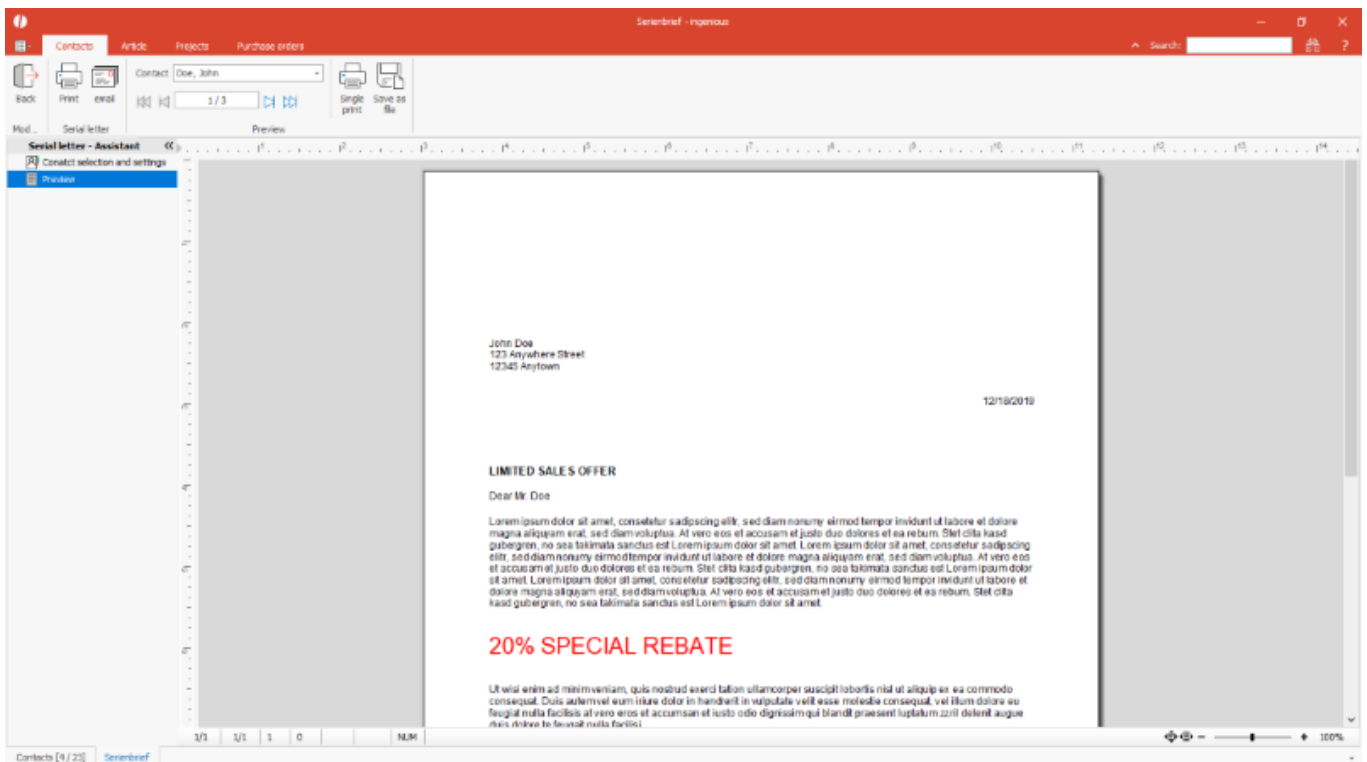 Serienbrief - ingenious
Contacts Article Projects Purchase orders
Search:
?
Back Print email
Contact Doe, John
1 / 3
Single print
Save as file
Mod... Serial letter Preview
Serial letter - Assistant
Conatct selection and settings
Preview
John Doe
123 Anywhere Street
12345 Anytown
12/18/2019
LIMITED SALES OFFER
Dear Mr. Doe
Lorem ipsum dolor sit amet, consetetur sadipscing elitr, sed diam nonumy eirmod tempor invidunt ut labore et dolore
magna aliquyam erat, sed diam voluptua. At vero eos et accusam et justo duo dolores et ea rebum. Stet clita kasd
gubergren, no sea takimata sanctus est Lorem ipsum dolor sit amet. Lorem ipsum dolor sit amet, consetetur sadipscing
elitr, sed diam nonumy eirmod tempor invidunt ut labore et dolore magna aliquyam erat, sed diam voluptua. At vero eos
et accusam et justo duo dolores et ea rebum. Stet clita kasd gubergren, no sea takimata sanctus est Lorem ipsum dolor
sit amet. Lorem ipsum dolor sit amet, consetetur sadipscing elitr, sed diam nonumy eirmod tempor invidunt ut labore et
dolore magna aliquyam erat, sed diam voluptua. At vero eos et accusam et justo duo dolores et ea rebum. Stet clita
kasd gubergren, no sea takimata sanctus est Lorem ipsum dolor sit amet.
20% SPECIAL REBATE
Ut wisi enim ad minim veniam, quis nostrud exerci tation ullamcorper suscipit lobortis nisl ut aliquip ex ea commodo
consequat. Duis autem vel eum iriure dolor in hendrerit in vulputate velit esse molestie consequat, vel illum dolore eu
feugiat nulla facilisis at vero eros et accumsan et iusto odio dignissim qui blandit praesent luptatum zzril delenit augue
duis dolore te feugait nulla facilisi.
1/1 1/1 1 0 NUM
100%
Contacts [4 / 23] Serienbrief